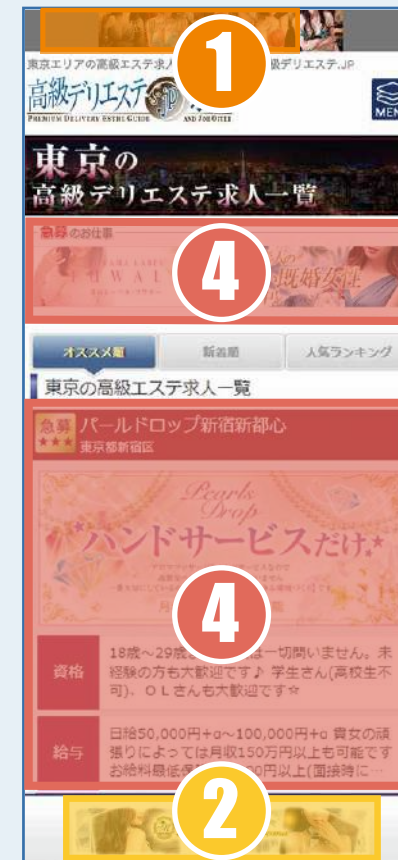 1
東京エリアの高級エステ求人
級デリエステ.JP
高級デリエステ
JP
PREMIUM DELIVERY ESTHE GUIDE AND JOB OFFER
MEN
東京の
高級デリエステ求人一覧
急募のお仕事
4
既婚女性
オススメ順 新着順 人気ランキング
東京の高級エステ求人一覧
急募 パールドロップ新宿新都心
★★★ 東京都新宿区
Pearls
Drop
ハンドサービスだけ★
4
資格
18歳～29歳
は一切問いません。未
経験の方も大歓迎です♪ 学生さん(高校生不
可)、OLさんも大歓迎です☆
給与
日給50,000円+α～100,000円+α 貴女の頑
張りによっては月収150万円以上も可能です
お給料最低保
00円以上(面接時に…
2